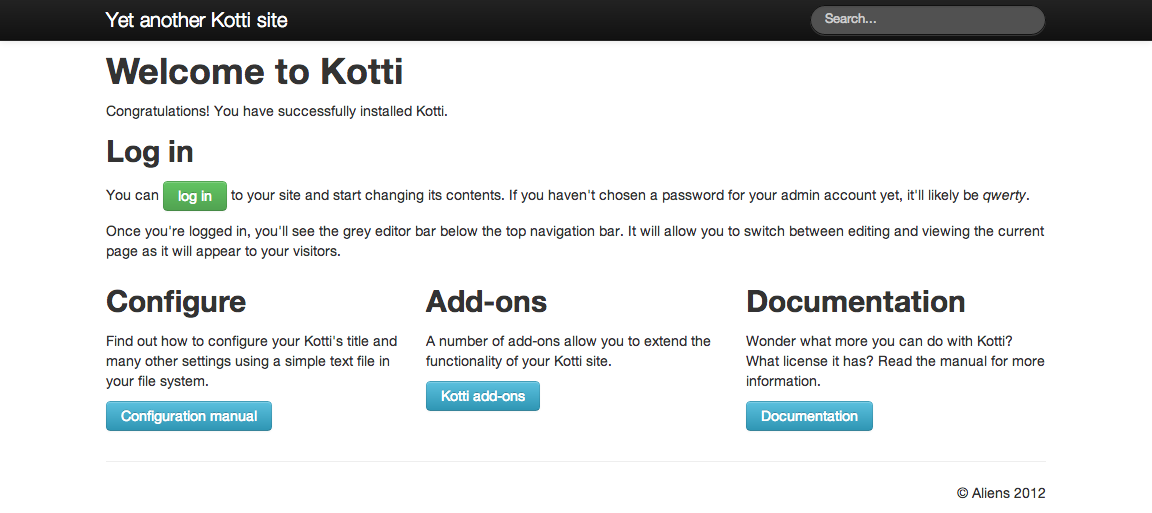 Yet another Kotti site
Search...
Welcome to Kotti
Congratulations! You have successfully installed Kotti.
Log in
You can log in to your site and start changing its contents. If you haven't chosen a password for your admin account yet, it'll likely be qwerty.
Once you're logged in, you'll see the grey editor bar below the top navigation bar. It will allow you to switch between editing and viewing the current
page as it will appear to your visitors.
Configure
Find out how to configure your Kotti's title and
many other settings using a simple text file in
your file system.
Configuration manual
Add-ons
A number of add-ons allow you to extend the
functionality of your Kotti site.
Kotti add-ons
Documentation
Wonder what more you can do with Kotti?
What license it has? Read the manual for more
information.
Documentation
© Aliens 2012